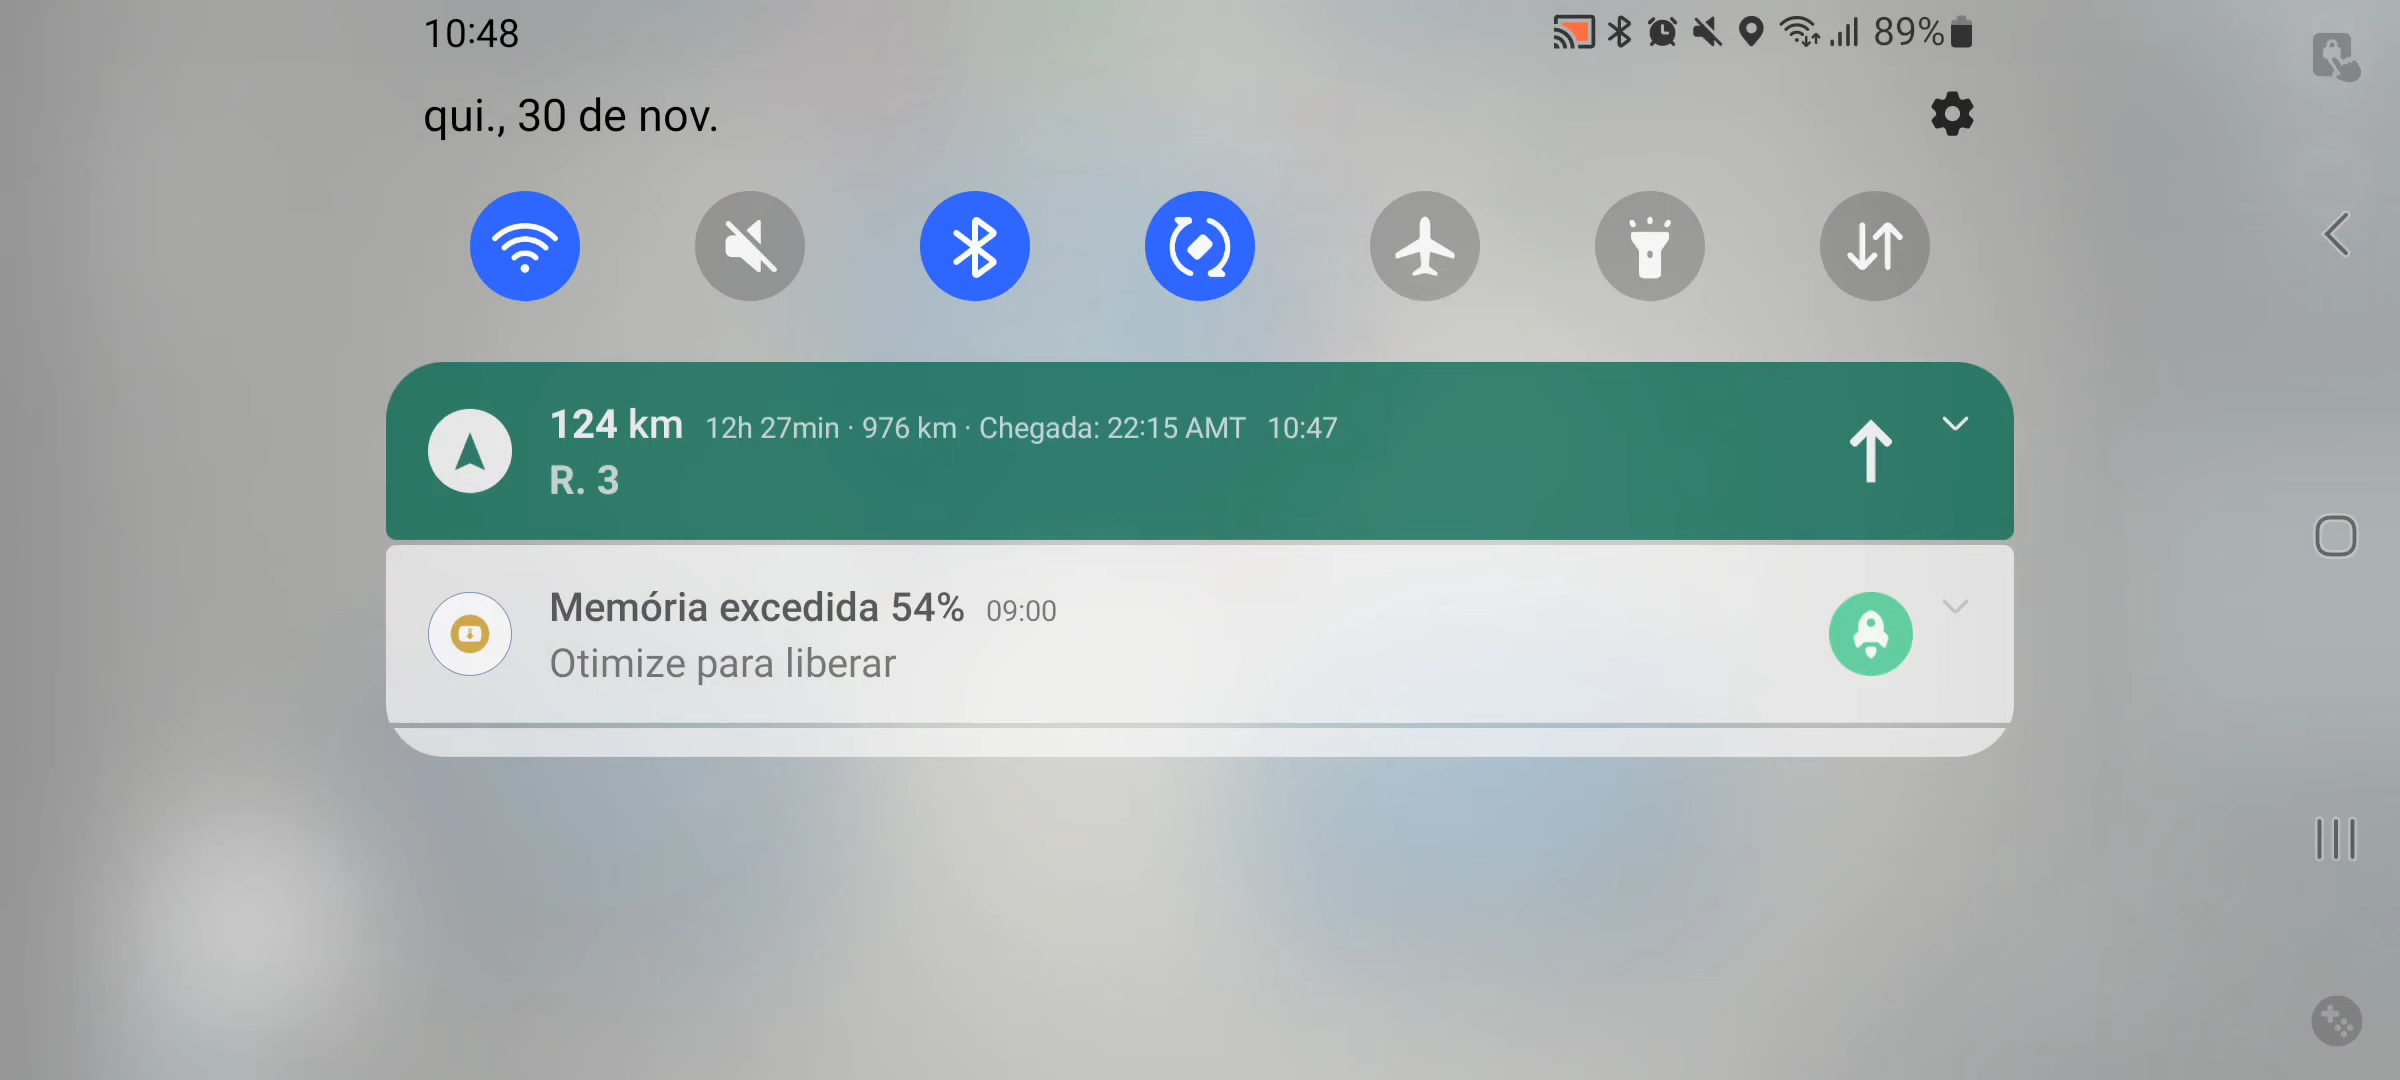 10:48
89%
qui., 30 de nov.
124 km 12h 27min · 976 km · Chegada: 22:15 AMT 10:47
R. 3
Memória excedida 54% 09:00
Otimize para liberar